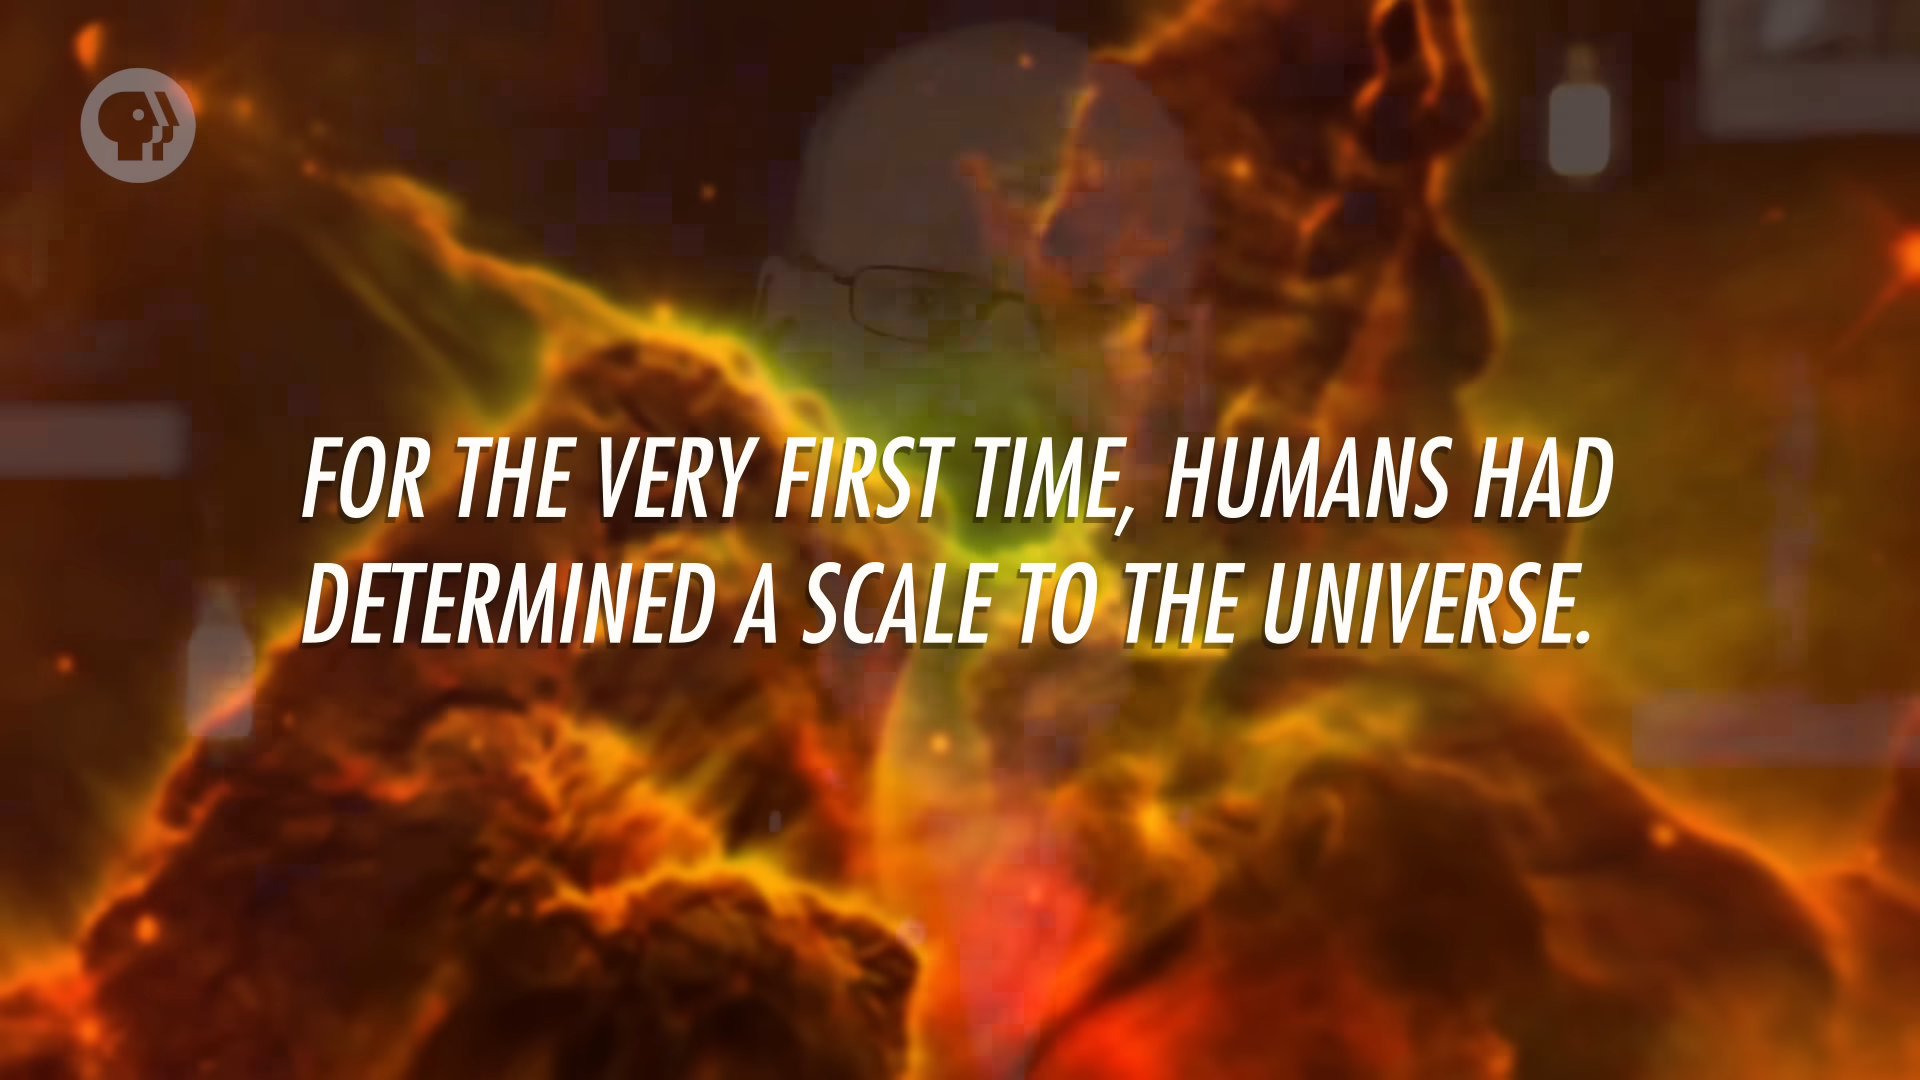 FOR THE VERY FIRST TIME, HUMANS HAD
DETERMINED A SCALE TO THE UNIVERSE.